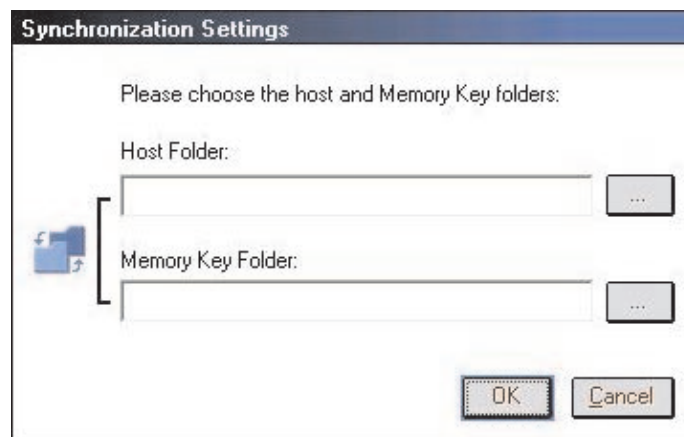 Synchronization Settings
Please choose the host and Memory Key folders:
Host Folder:
...
Memory Key Folder:
...
OK
Cancel